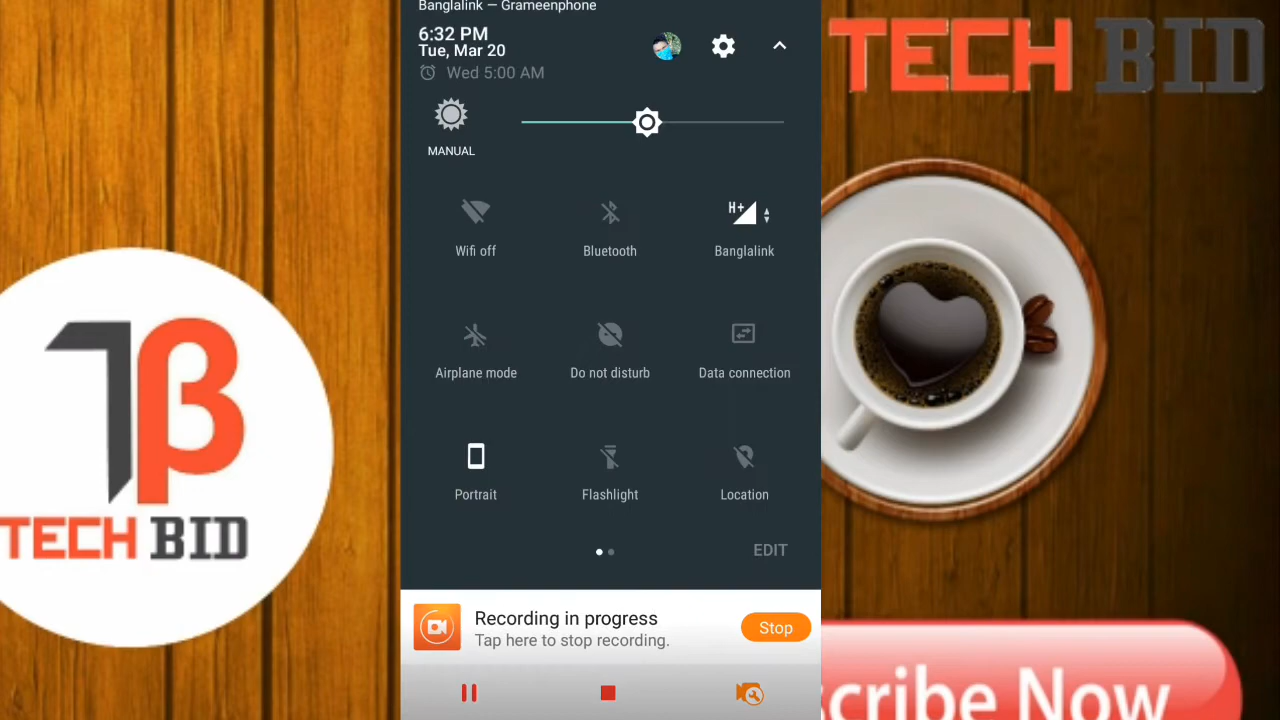 Banglalink — Grameenphone
6:32 PM
Tue, Mar 20
Wed 5:00 AM
MANUAL
Wifi off
Bluetooth
H+
Banglalink
Airplane mode
Do not disturb
Data connection
Portrait
Flashlight
Location
EDIT
Recording in progress
Tap here to stop recording.
Stop
TECH BID
TECH BID
scribe Now